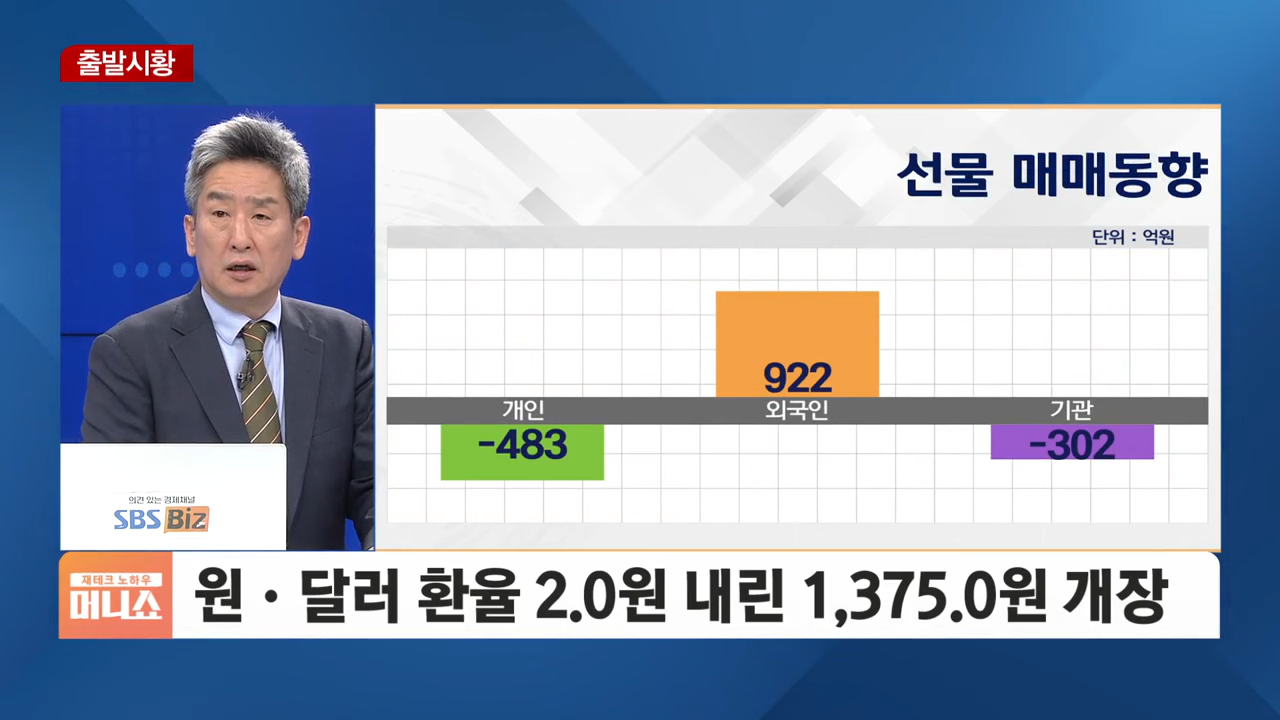 출발시황
선물 매매동향
단위 : 억원
922
개인 외국인 기관
-483 -302
의견 있는 경제채널
SBS Biz
재테크 노하우
머니쇼
원 · 달러 환율 2.0원 내린 1,375.0원 개장